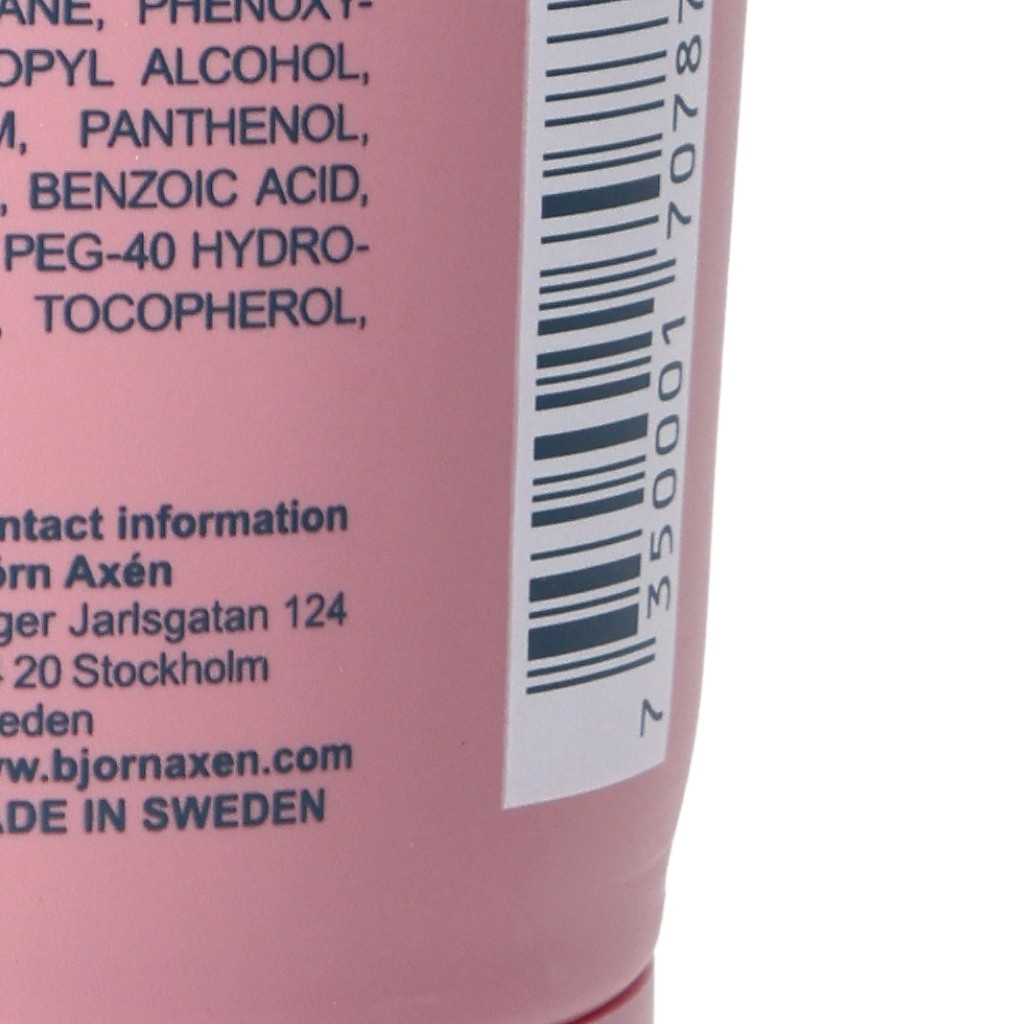 ANE, PHENOXY-
OPYL ALCOHOL,
M, PANTHENOL,
, BENZOIC ACID,
PEG-40 HYDRO-
, TOCOPHEROL,
ntact information
örn Axén
ger Jarlsgatan 124
20 Stockholm
eden
w.bjornaxen.com
ADE IN SWEDEN
7 350001 70787